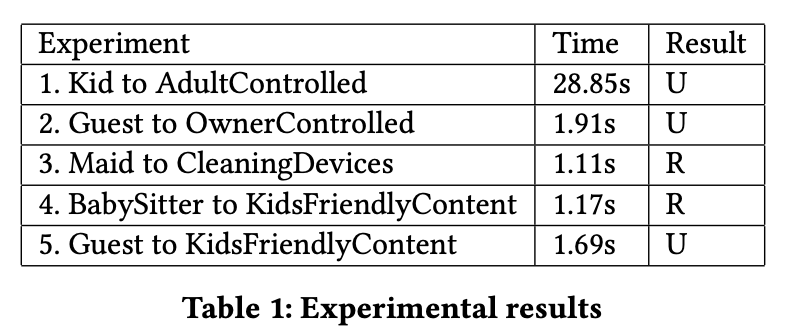 Experiment Time Result
1. Kid to AdultControlled 28.85s U
2. Guest to OwnerControlled 1.91s U
3. Maid to CleaningDevices 1.11s R
4. BabySitter to KidsFriendlyContent 1.17s R
5. Guest to KidsFriendlyContent 1.69s U
Table 1: Experimental results